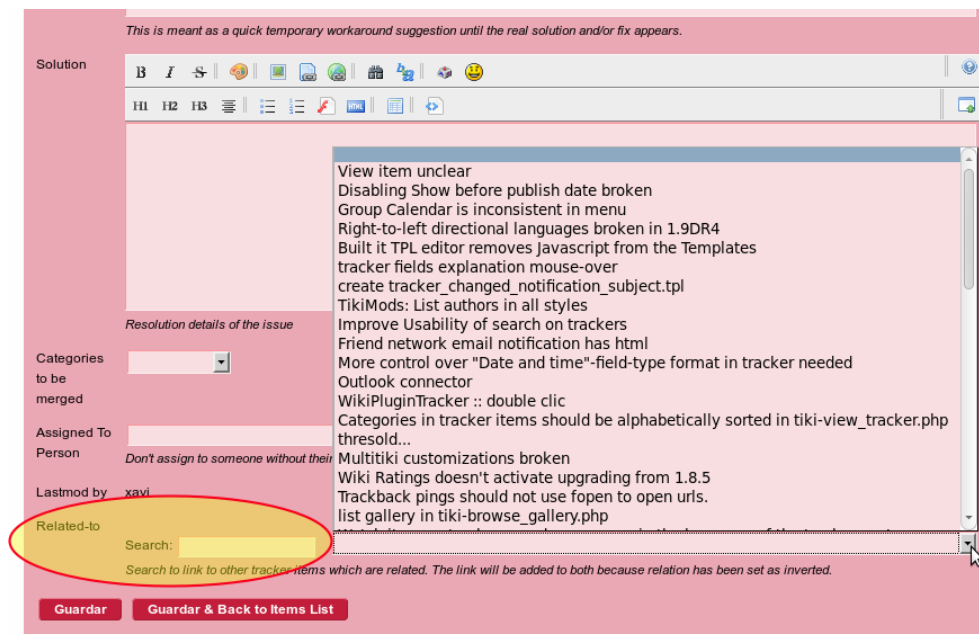 This is meant as a quick temporary workaround suggestion until the real solution and/or fix appears.
Solution
B I S
H1 H2 H3 HTML
View item unclear
Disabling Show before publish date broken
Group Calendar is inconsistent in menu
Right-to-left directional languages broken in 1.9DR4
Built it TPL editor removes Javascript from the Templates
tracker fields explanation mouse-over
create tracker_changed_notification_subject.tpl
TikiMods: List authors in all styles
Improve Usability of search on trackers
Friend network email notification has html
More control over "Date and time"-field-type format in tracker needed
Outlook connector
WikiPluginTracker :: double clic
Categories in tracker items should be alphabetically sorted in tiki-view_tracker.php
thresold...
Multitiki customizations broken
Wiki Ratings doesn't activate upgrading from 1.8.5
Trackback pings should not use fopen to open urls.
list gallery in tiki-browse_gallery.php
Resolution details of the issue
Categories
to be
merged
Assigned To
Person
Don't assign to someone without their
Lastmod by xavi
Related-to
Search:
Search to link to other tracker items which are related. The link will be added to both because relation has been set as inverted.
Guardar Guardar & Back to Items List